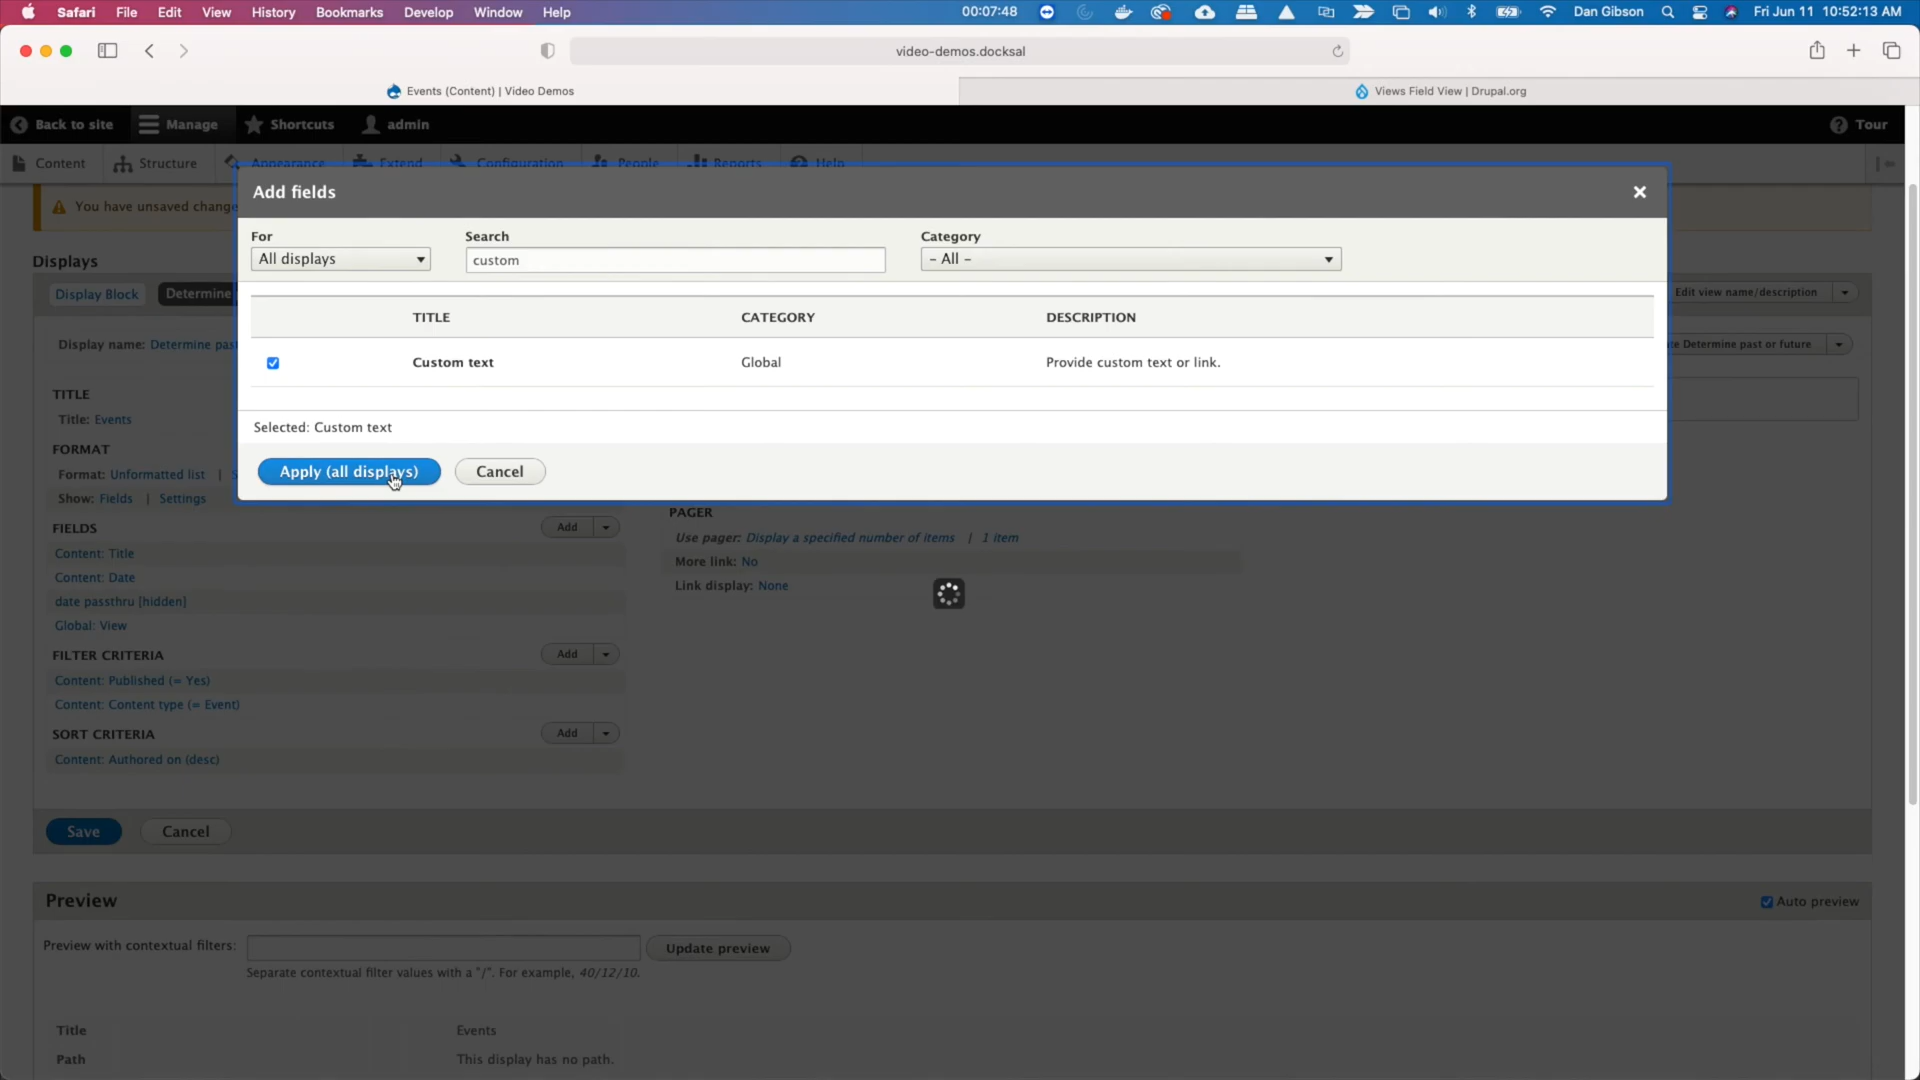 Safari File Edit View History Bookmarks Develop Window Help 00:07:48 Dan Gibson Fri Jun 11 10:52:13 AM
video-demos.docksal
Events (Content) | Video Demos
Views Field View | Drupal.org
Back to site Manage Shortcuts admin Tour
Content Structure Appearance Extend Configuration People Reports Help
You have unsaved change
Add fields
For Search Category
All displays custom - All -
TITLE CATEGORY DESCRIPTION
Custom text Global Provide custom text or link.
Selected: Custom text
Apply (all displays) Cancel
Displays
Display Block Determine Edit view name/description
Display name: Determine pas e Determine past or future
TITLE
Title: Events
FORMAT
Format: Unformatted list | S
Show: Fields | Settings
FIELDS Add
Content: Title
Content: Date
date passthru [hidden]
Global: View
FILTER CRITERIA Add
Content: Published (= Yes)
Content: Content type (= Event)
SORT CRITERIA Add
Content: Authored on (desc)
PAGER
Use pager: Display a specified number of items | 1 item
More link: No
Link display: None
Save Cancel
Preview Auto preview
Preview with contextual filters: Update preview
Separate contextual filter values with a "/". For example, 40/12/10.
Title Events
Path This display has no path.